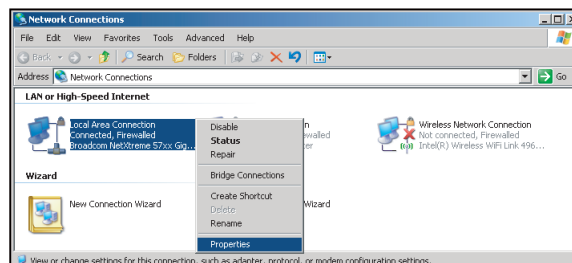 Network Connections
File Edit View Favorites Tools Advanced Help
Back Search Folders
Address Network Connections Go
LAN or High-Speed Internet
Local Area Connection
Connected, Firewalled
Broadcom NetXtreme 57xx Gig...
Disable
Status
Repair
Bridge Connections
Create Shortcut
Delete
Rename
Properties
Wireless Network Connection
Not connected, Firewalled
Intel(R) Wireless WiFi Link 496...
Wizard
New Connection Wizard
Wizard
View or change settings for this connection, such as adapter, protocol, or modem configuration settings.